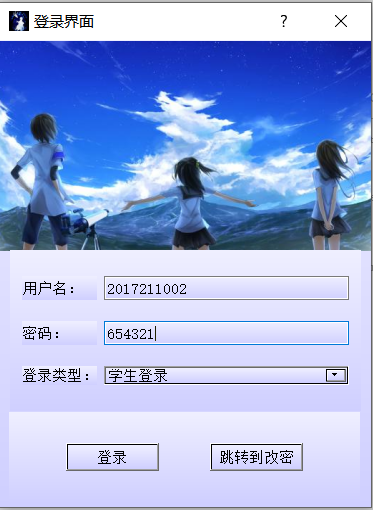 登录界面 ?
用户名： 2017211002
密码： 654321
登录类型： 学生登录
登录 跳转到改密